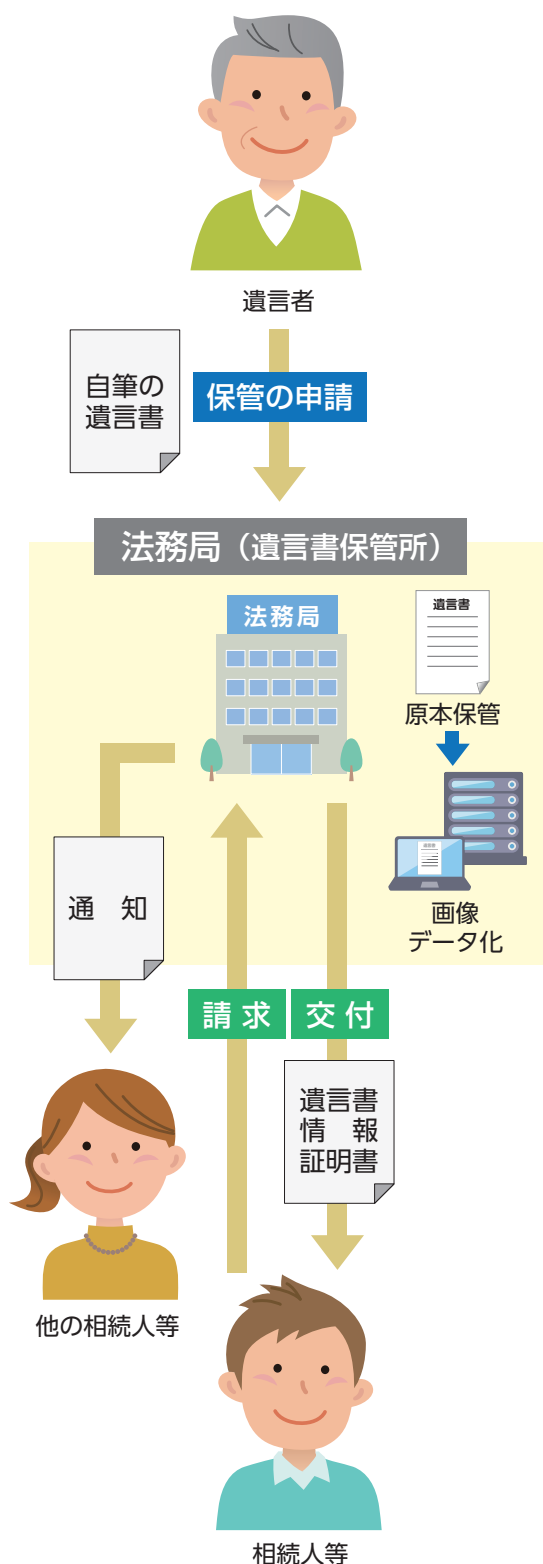 遺言者
自筆の
遺言書
保管の申請
法務局（遺言書保管所）
法務局
遺言書
原本保管
遺言書
画像
データ化
通 知
請求
交付
遺言書
情 報
証明書
他の相続人等
相続人等